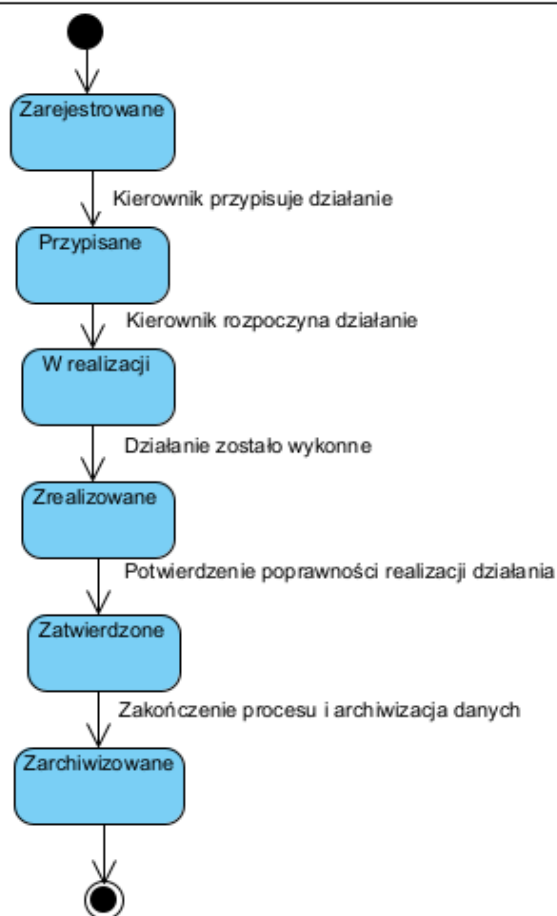 Zarejestrowane
Kierownik przypisuje działanie
Przypisane
Kierownik rozpoczyna działanie
W realizacji
Działanie zostało wykonne
Zrealizowane
Potwierdzenie poprawności realizacji działania
Zatwierdzone
Zakończenie procesu i archiwizacja danych
Zarchiwizowane